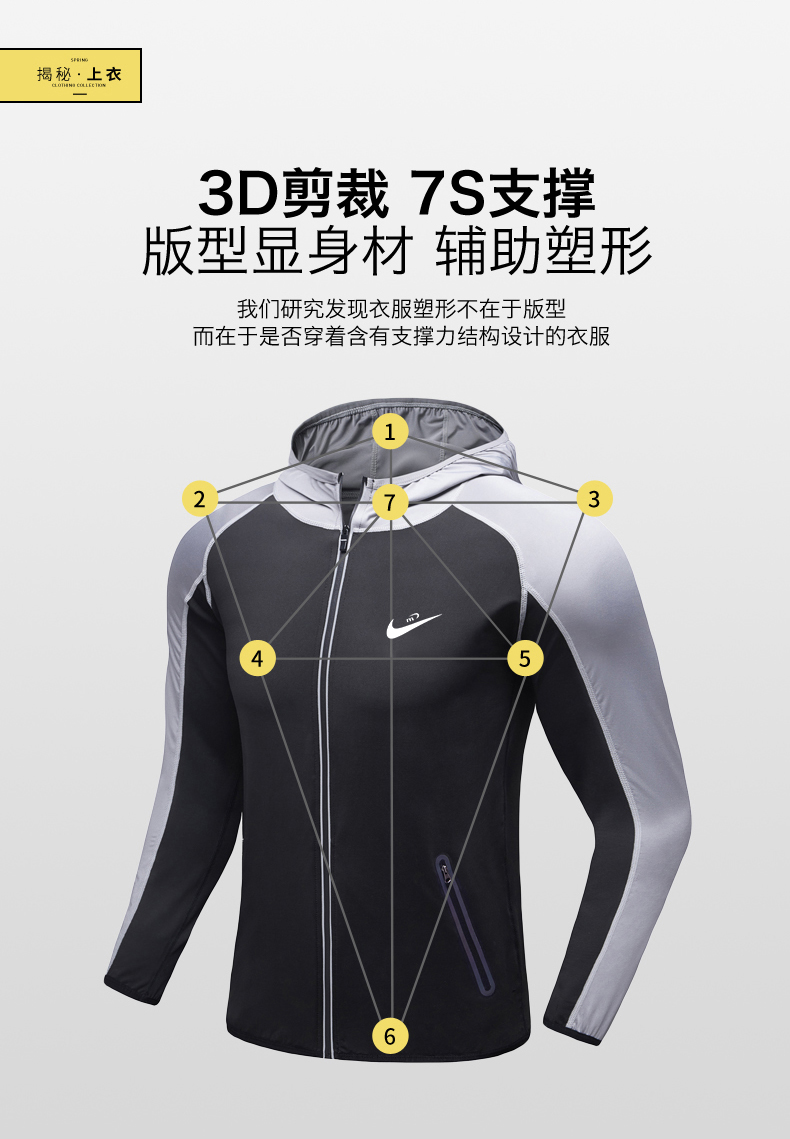 SPRING
揭秘·上衣
CLOTHING COLLECTION
3D剪裁 7S支撑
版型显身材 辅助塑形
我们研究发现衣服塑形不在于版型
而在于是否穿着含有支撑力结构设计的衣服
1
2
7
3
4
5
6